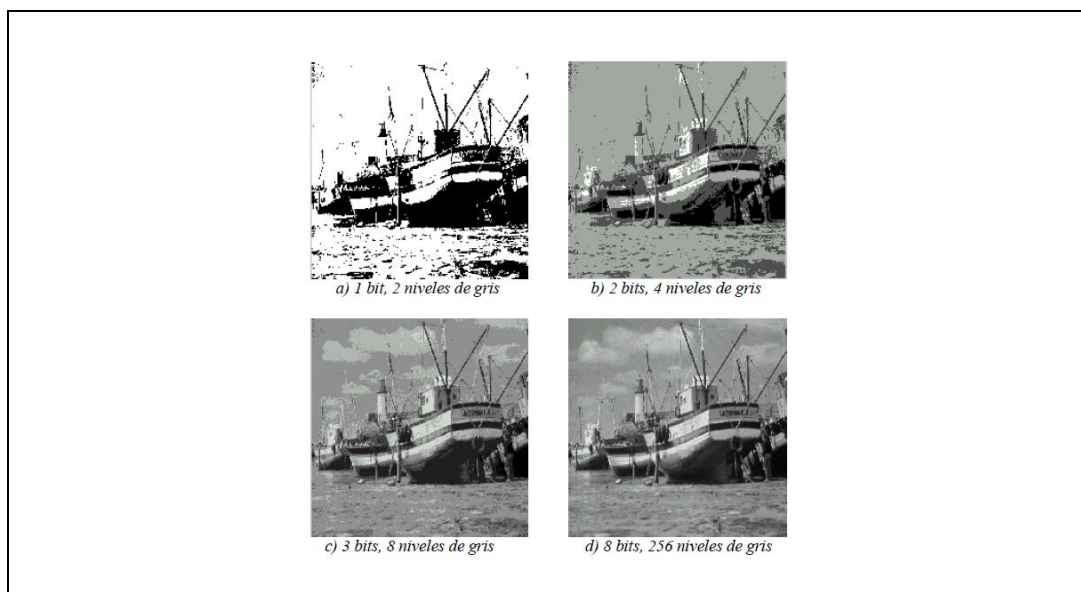 a) 1 bit, 2 niveles de gris
b) 2 bits, 4 niveles de gris
c) 3 bits, 8 niveles de gris
d) 8 bits, 256 niveles de gris